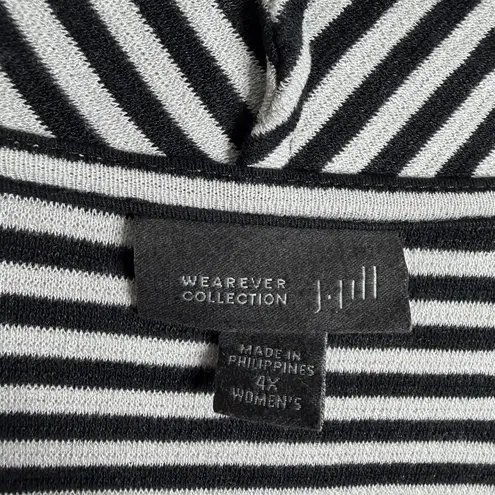 WEAREVER
COLLECTION
J.Jill
MADE IN
PHILIPPINES
4X
WOMEN'S